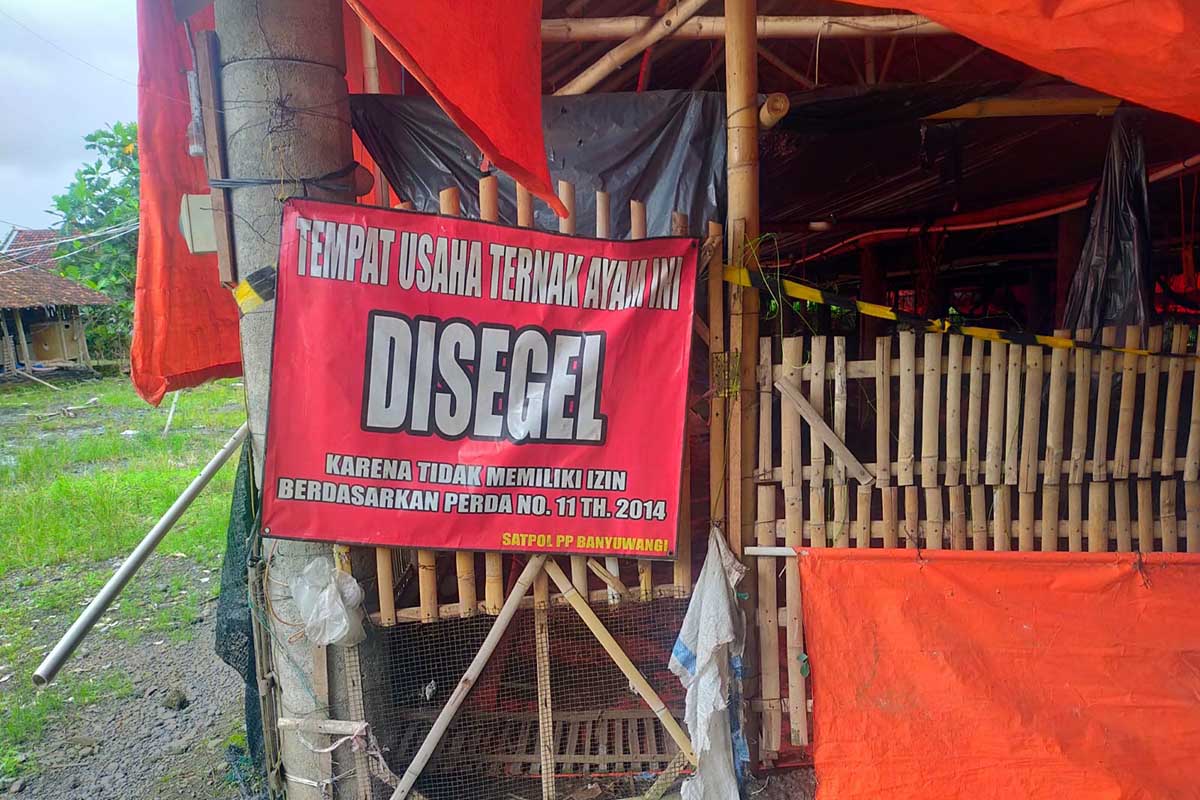 TEMPAT USAHA TERNAK AYAM INI
DISEGEL
KARENA TIDAK MEMILIKI IZIN
BERDASARKAN PERDA NO. 11 TH. 2014
SATPOL PP BANYUWANGI